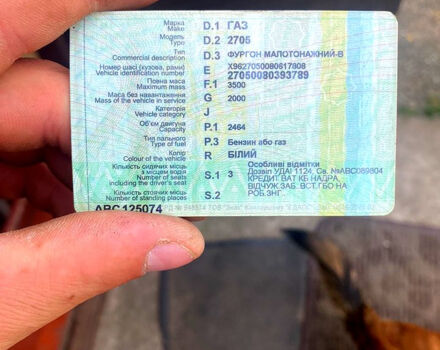 Марка
Make
D.1 ГАЗ
Модель
Type
D.2 2705
Тип
Commercial description
D.3 ФУРГОН МАЛОТОНАЖНИЙ-В
Номер шасі (кузова, рами)
Vehicle identification number
E X9627050080617808
27050080393789
Повна маса
Maximum mass
F.1 3500
Маса без навантаження
Mass of the vehicle in service
G 2000
Категорія
Vehicle category
J
Об'єм двигуна
Capacity
P.1 2464
Тип пального
Type of fuel
P.3 Бензин або газ
Колір
Colour of the vehicle
R БІЛИЙ
Кількість сидячих місць
з місцем водія
Number of seats
including the driver's seat
S.1 3
Особливі відмітки
Дозвіл УДАІ 1124, Св. №АВС089804
КРЕДИТ ВАТ КБ НАДРА,
ВІДЧУЖ.ЗАБ. ВСТ.ГБО НА
РОБ.ЗНГ.
Кількість стоячих місць
Number of standing places
S.2
АВС125074